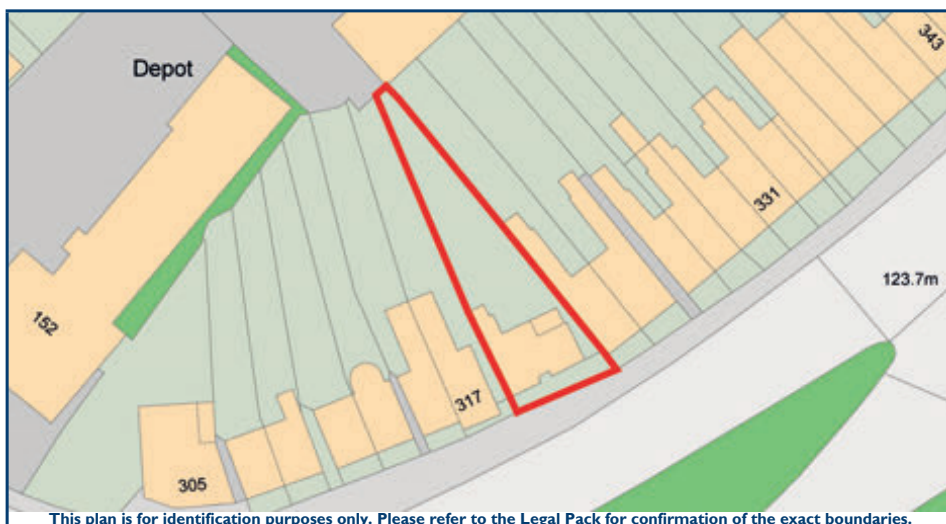 Depot
343
331
123.7m
152
317
305
This plan is for identification purposes only. Please refer to the Legal Pack for confirmation of the exact boundaries.